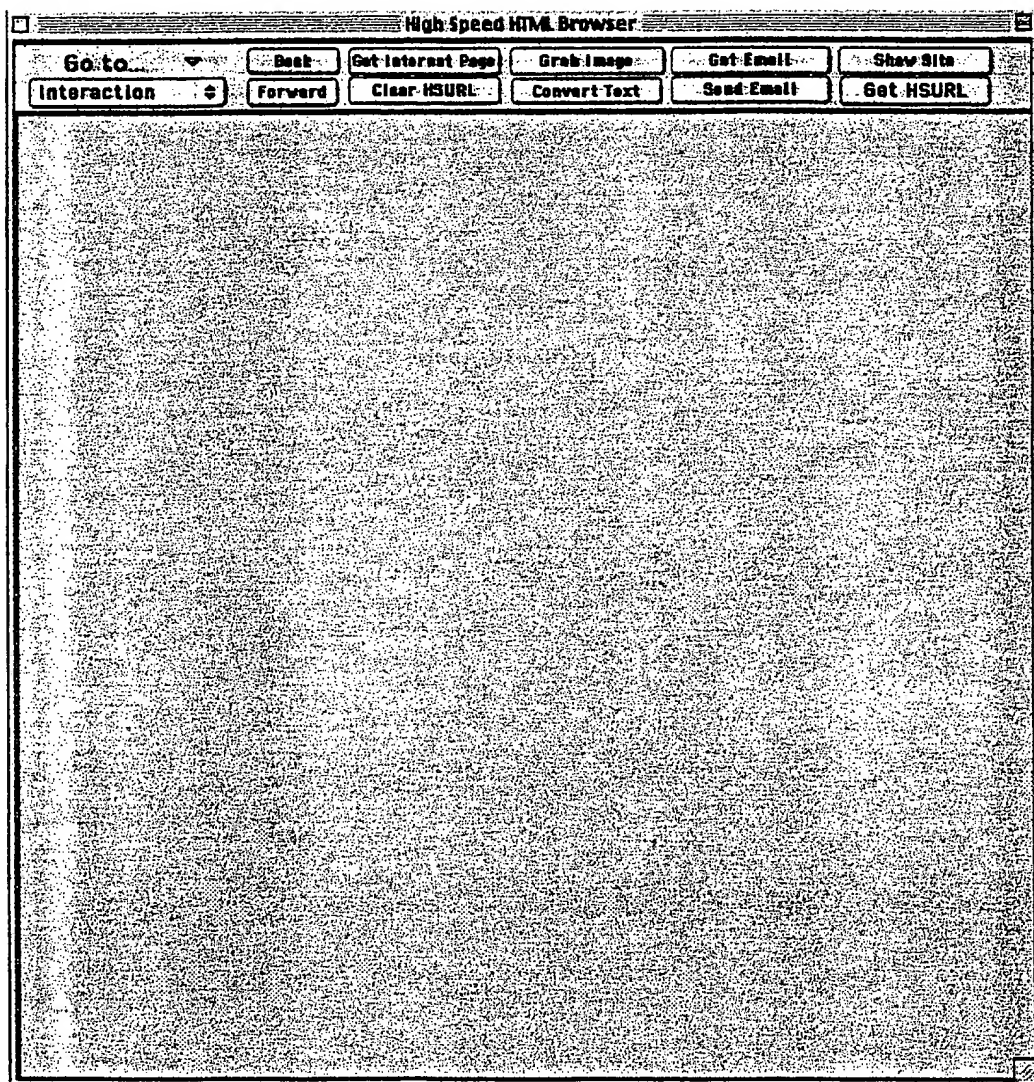 High Speed HTML Browser
Go to... Back Get Internet Page Grab Image Get Email Show Site
Interaction Forward Clear HSURL Convert Text Send Email Get HSURL